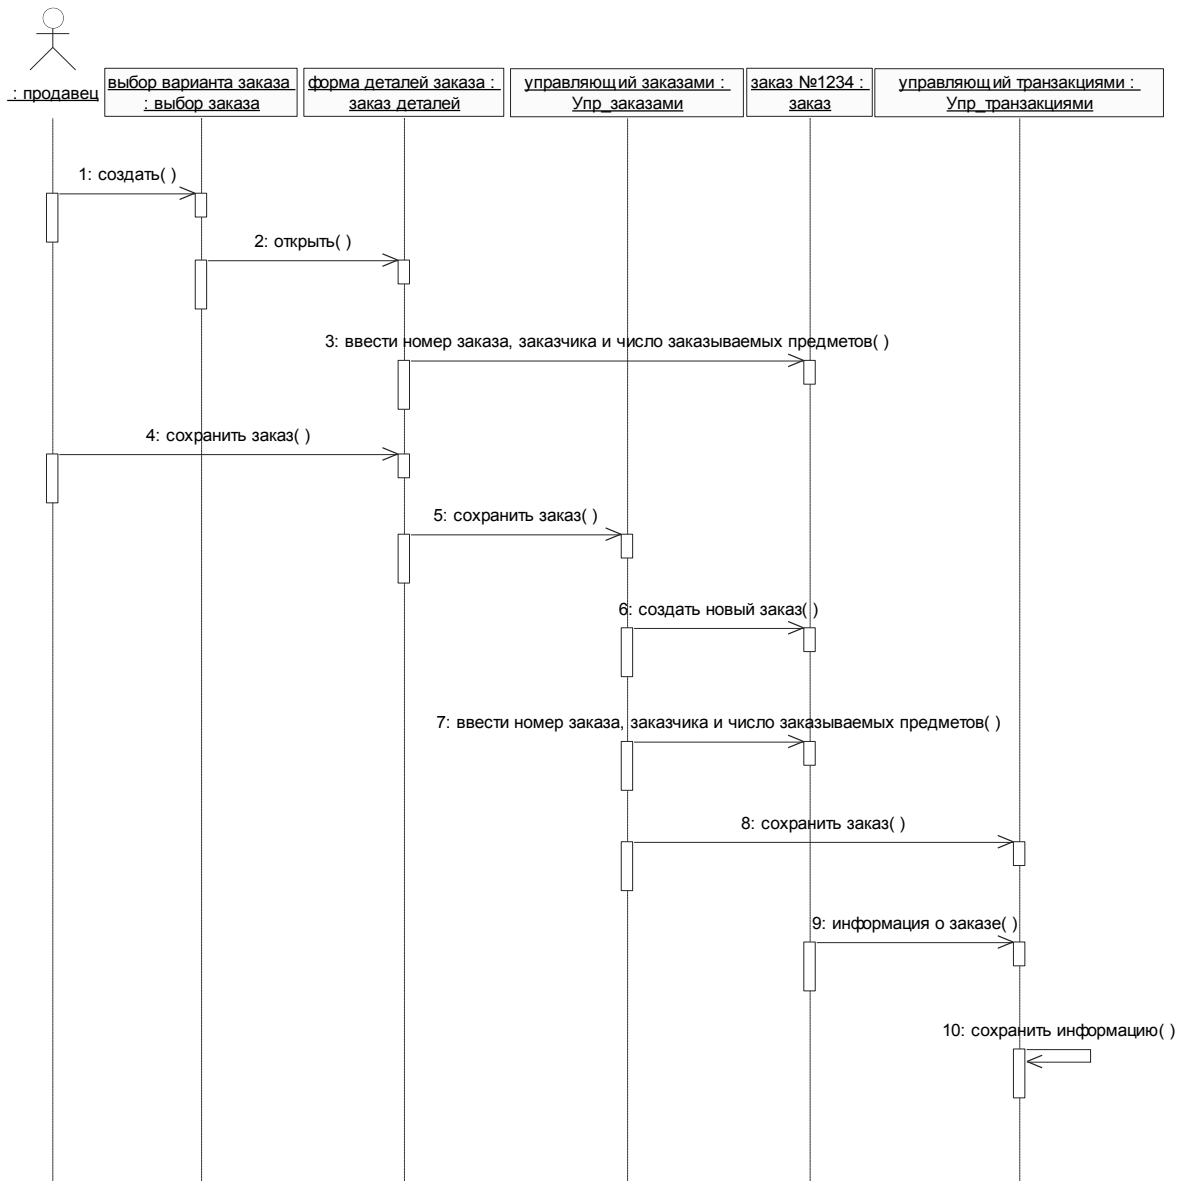 : продавец
выбор варианта заказа
: выбор заказа
форма деталей заказа :
заказ деталей
управляющий заказами :
Упр_заказами
заказ №1234 :
заказ
управляющий транзакциями :
Упр_транзакциями
1: создать( )
2: открыть( )
3: ввести номер заказа, заказчика и число заказываемых предметов( )
4: сохранить заказ( )
5: сохранить заказ( )
6: создать новый заказ( )
7: ввести номер заказа, заказчика и число заказываемых предметов( )
8: сохранить заказ( )
9: информация о заказе( )
10: сохранить информацию( )